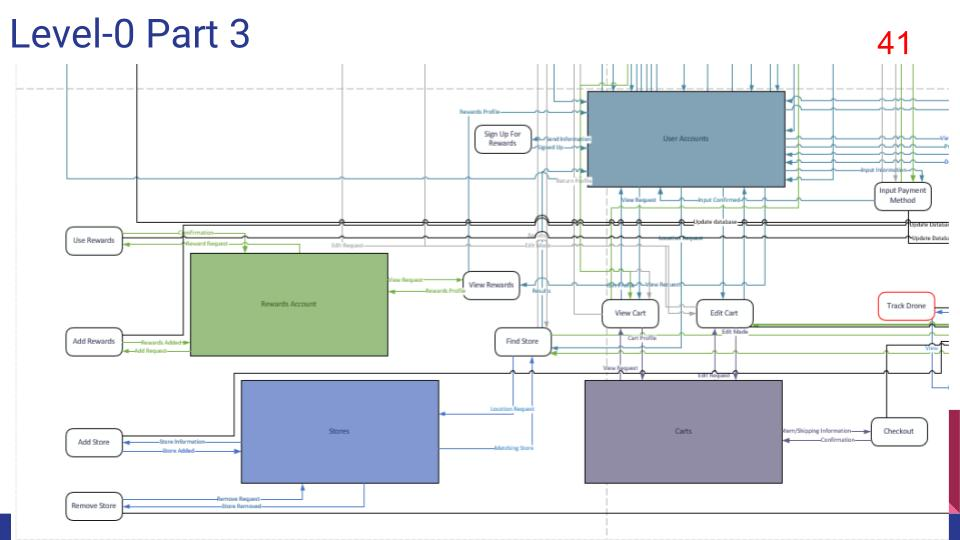 Level-0 Part 3
41
Rewards Profile
Sign Up For
Rewards
Send Information
Signed Up
User Accounts
Input Information
Return Profile
Input Payment
Method
View Request
Input Confirmed
Update database
Update Databa
Use Rewards
Confirmation
Reward Request
Edit Request
Location Request
Update Databa
Rewards Account
View Request
Rewards Profile
View Rewards
Results
View Request
View Cart
Edit Cart
Track Drone
Add Rewards
Rewards Added
Add Request
Find Store
Cart Profile
Edit Made
View
View Request
Edit Request
Stores
Location Request
Matching Store
Carts
Add Store
Store Information
Store Added
Item/Shipping Information
Confirmation
Checkout
Remove Store
Remove Request
Store Removed